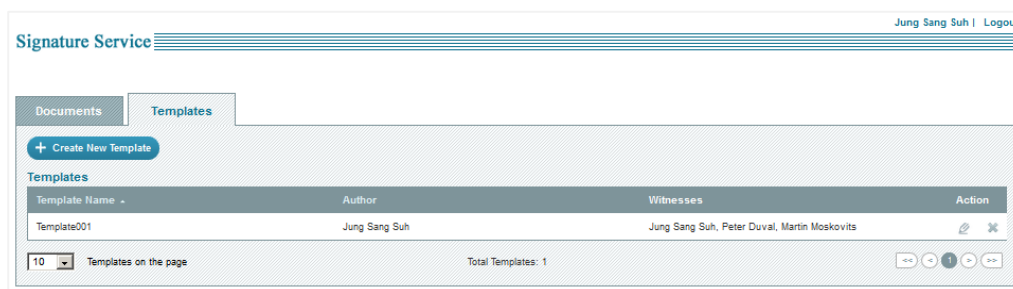 Jung Sang Suh | Logou
Signature Service
Documents Templates
+ Create New Template
Templates
Template Name Author Witnesses Action
Template001 Jung Sang Suh Jung Sang Suh, Peter Duval, Martin Moskovits
10 Templates on the page Total Templates: 1 << < 1 > >>